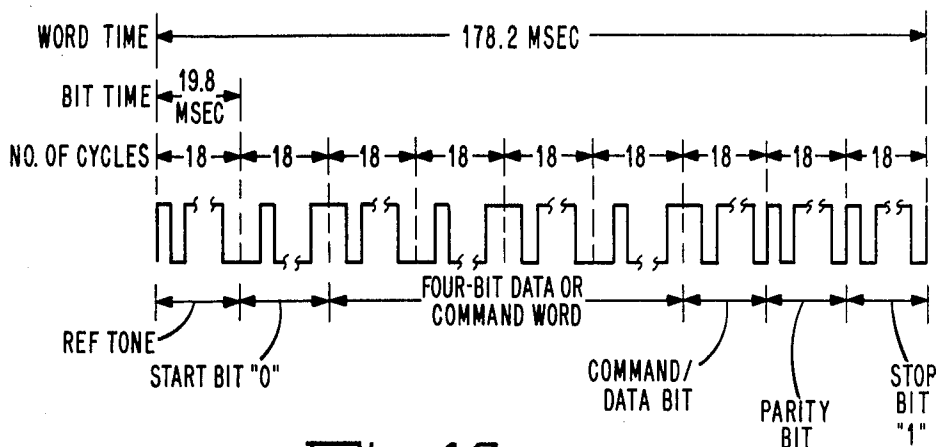 WORD TIME 178.2 MSEC
BIT TIME 19.8 MSEC
NO. OF CYCLES 18 18 18 18 18 18 18 18 18
FOUR-BIT DATA OR
COMMAND WORD
REF TONE
START BIT "0"
COMMAND/
DATA BIT
PARITY
BIT
STOP
BIT
"1"